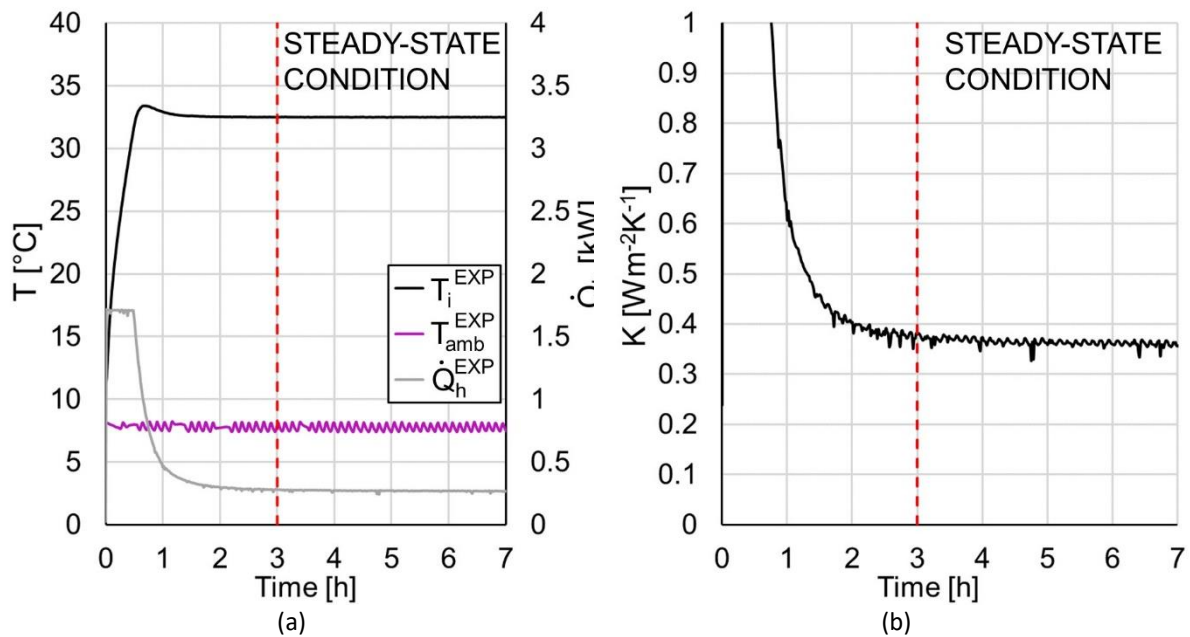 STEADY-STATE
CONDITION
T [°C]
40
35
30
25
20
15
10
5
0
4
3.5
3
2.5
2
1.5
1
0.5
0
T_i^EXP
T_amb^EXP
Q̇_h^EXP
0 1 2 3 4 5 6 7
Time [h]
(a)
STEADY-STATE
CONDITION
K [Wm⁻²K⁻¹]
1
0.9
0.8
0.7
0.6
0.5
0.4
0.3
0.2
0.1
0
0 1 2 3 4 5 6 7
Time [h]
(b)